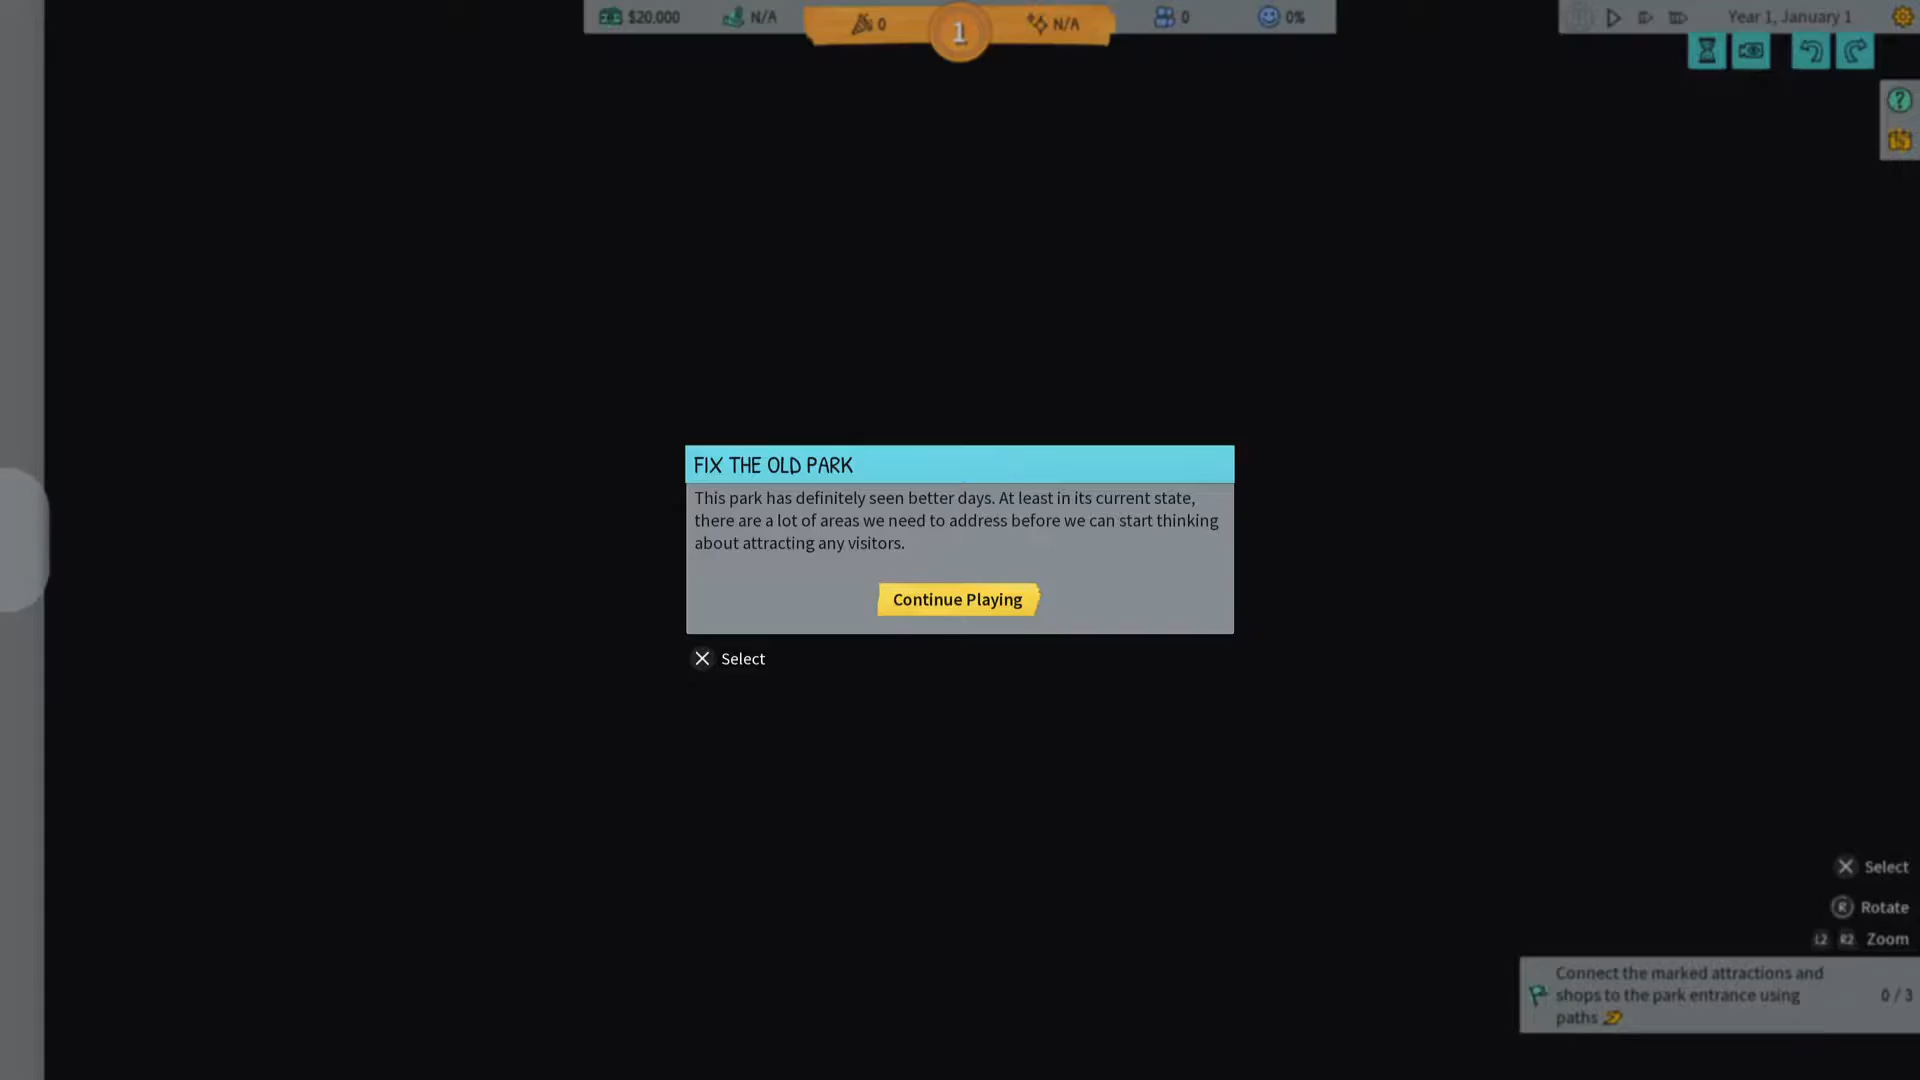 $20.000 N/A 0 1 N/A 0 0%
Year 1, January 1
FIX THE OLD PARK
This park has definitely seen better days. At least in its current state,
there are a lot of areas we need to address before we can start thinking
about attracting any visitors.
Continue Playing
Select
Select
R Rotate
L2 R2 Zoom
Connect the marked attractions and
shops to the park entrance using
paths
0 / 3